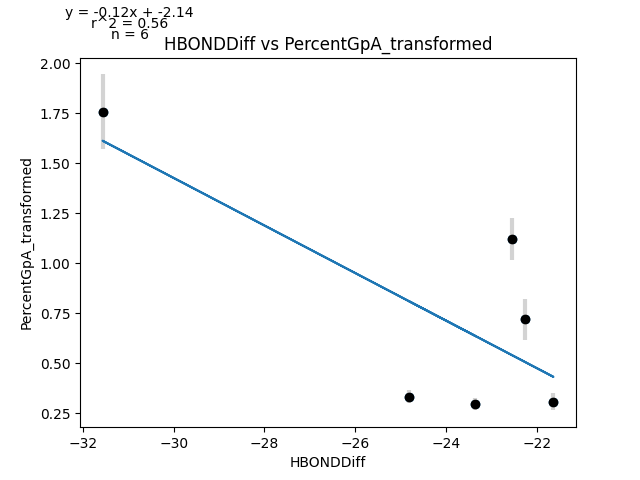 y = -0.12x + -2.14
r^2 = 0.56
n = 6
HBONDDiff vs PercentGpA_transformed
PercentGpA_transformed
2.00
1.75
1.50
1.25
1.00
0.75
0.50
0.25
−32 −30 −28 −26 −24 −22
HBONDDiff